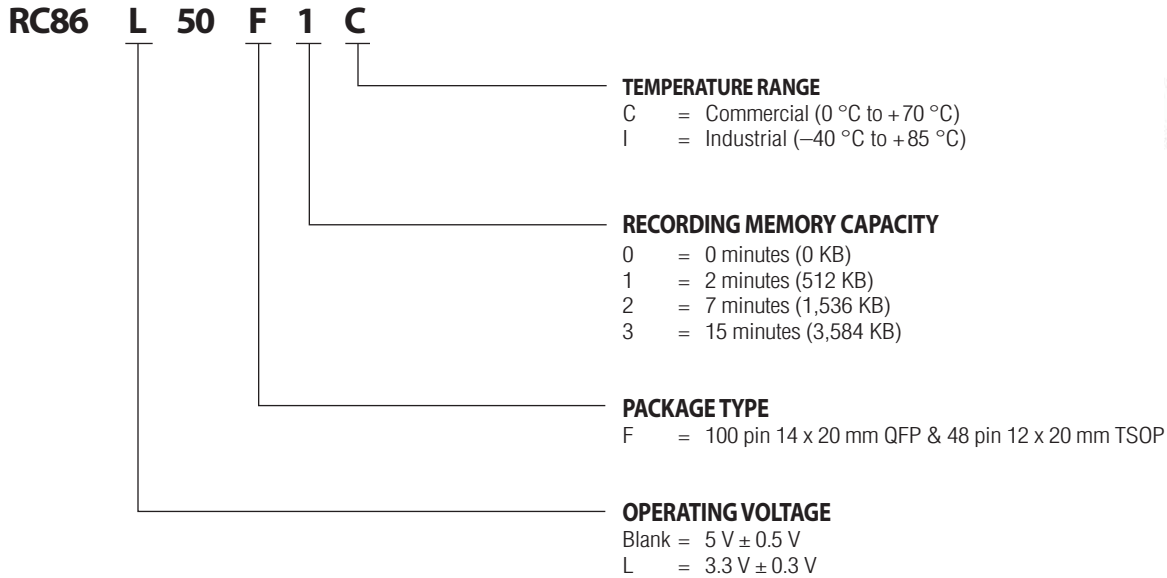 RC86 L 50 F 1 C
TEMPERATURE RANGE
C = Commercial (0 °C to +70 °C)
I = Industrial (–40 °C to +85 °C)
RECORDING MEMORY CAPACITY
0 = 0 minutes (0 KB)
1 = 2 minutes (512 KB)
2 = 7 minutes (1,536 KB)
3 = 15 minutes (3,584 KB)
PACKAGE TYPE
F = 100 pin 14 x 20 mm QFP & 48 pin 12 x 20 mm TSOP
OPERATING VOLTAGE
Blank = 5 V ± 0.5 V
L = 3.3 V ± 0.3 V